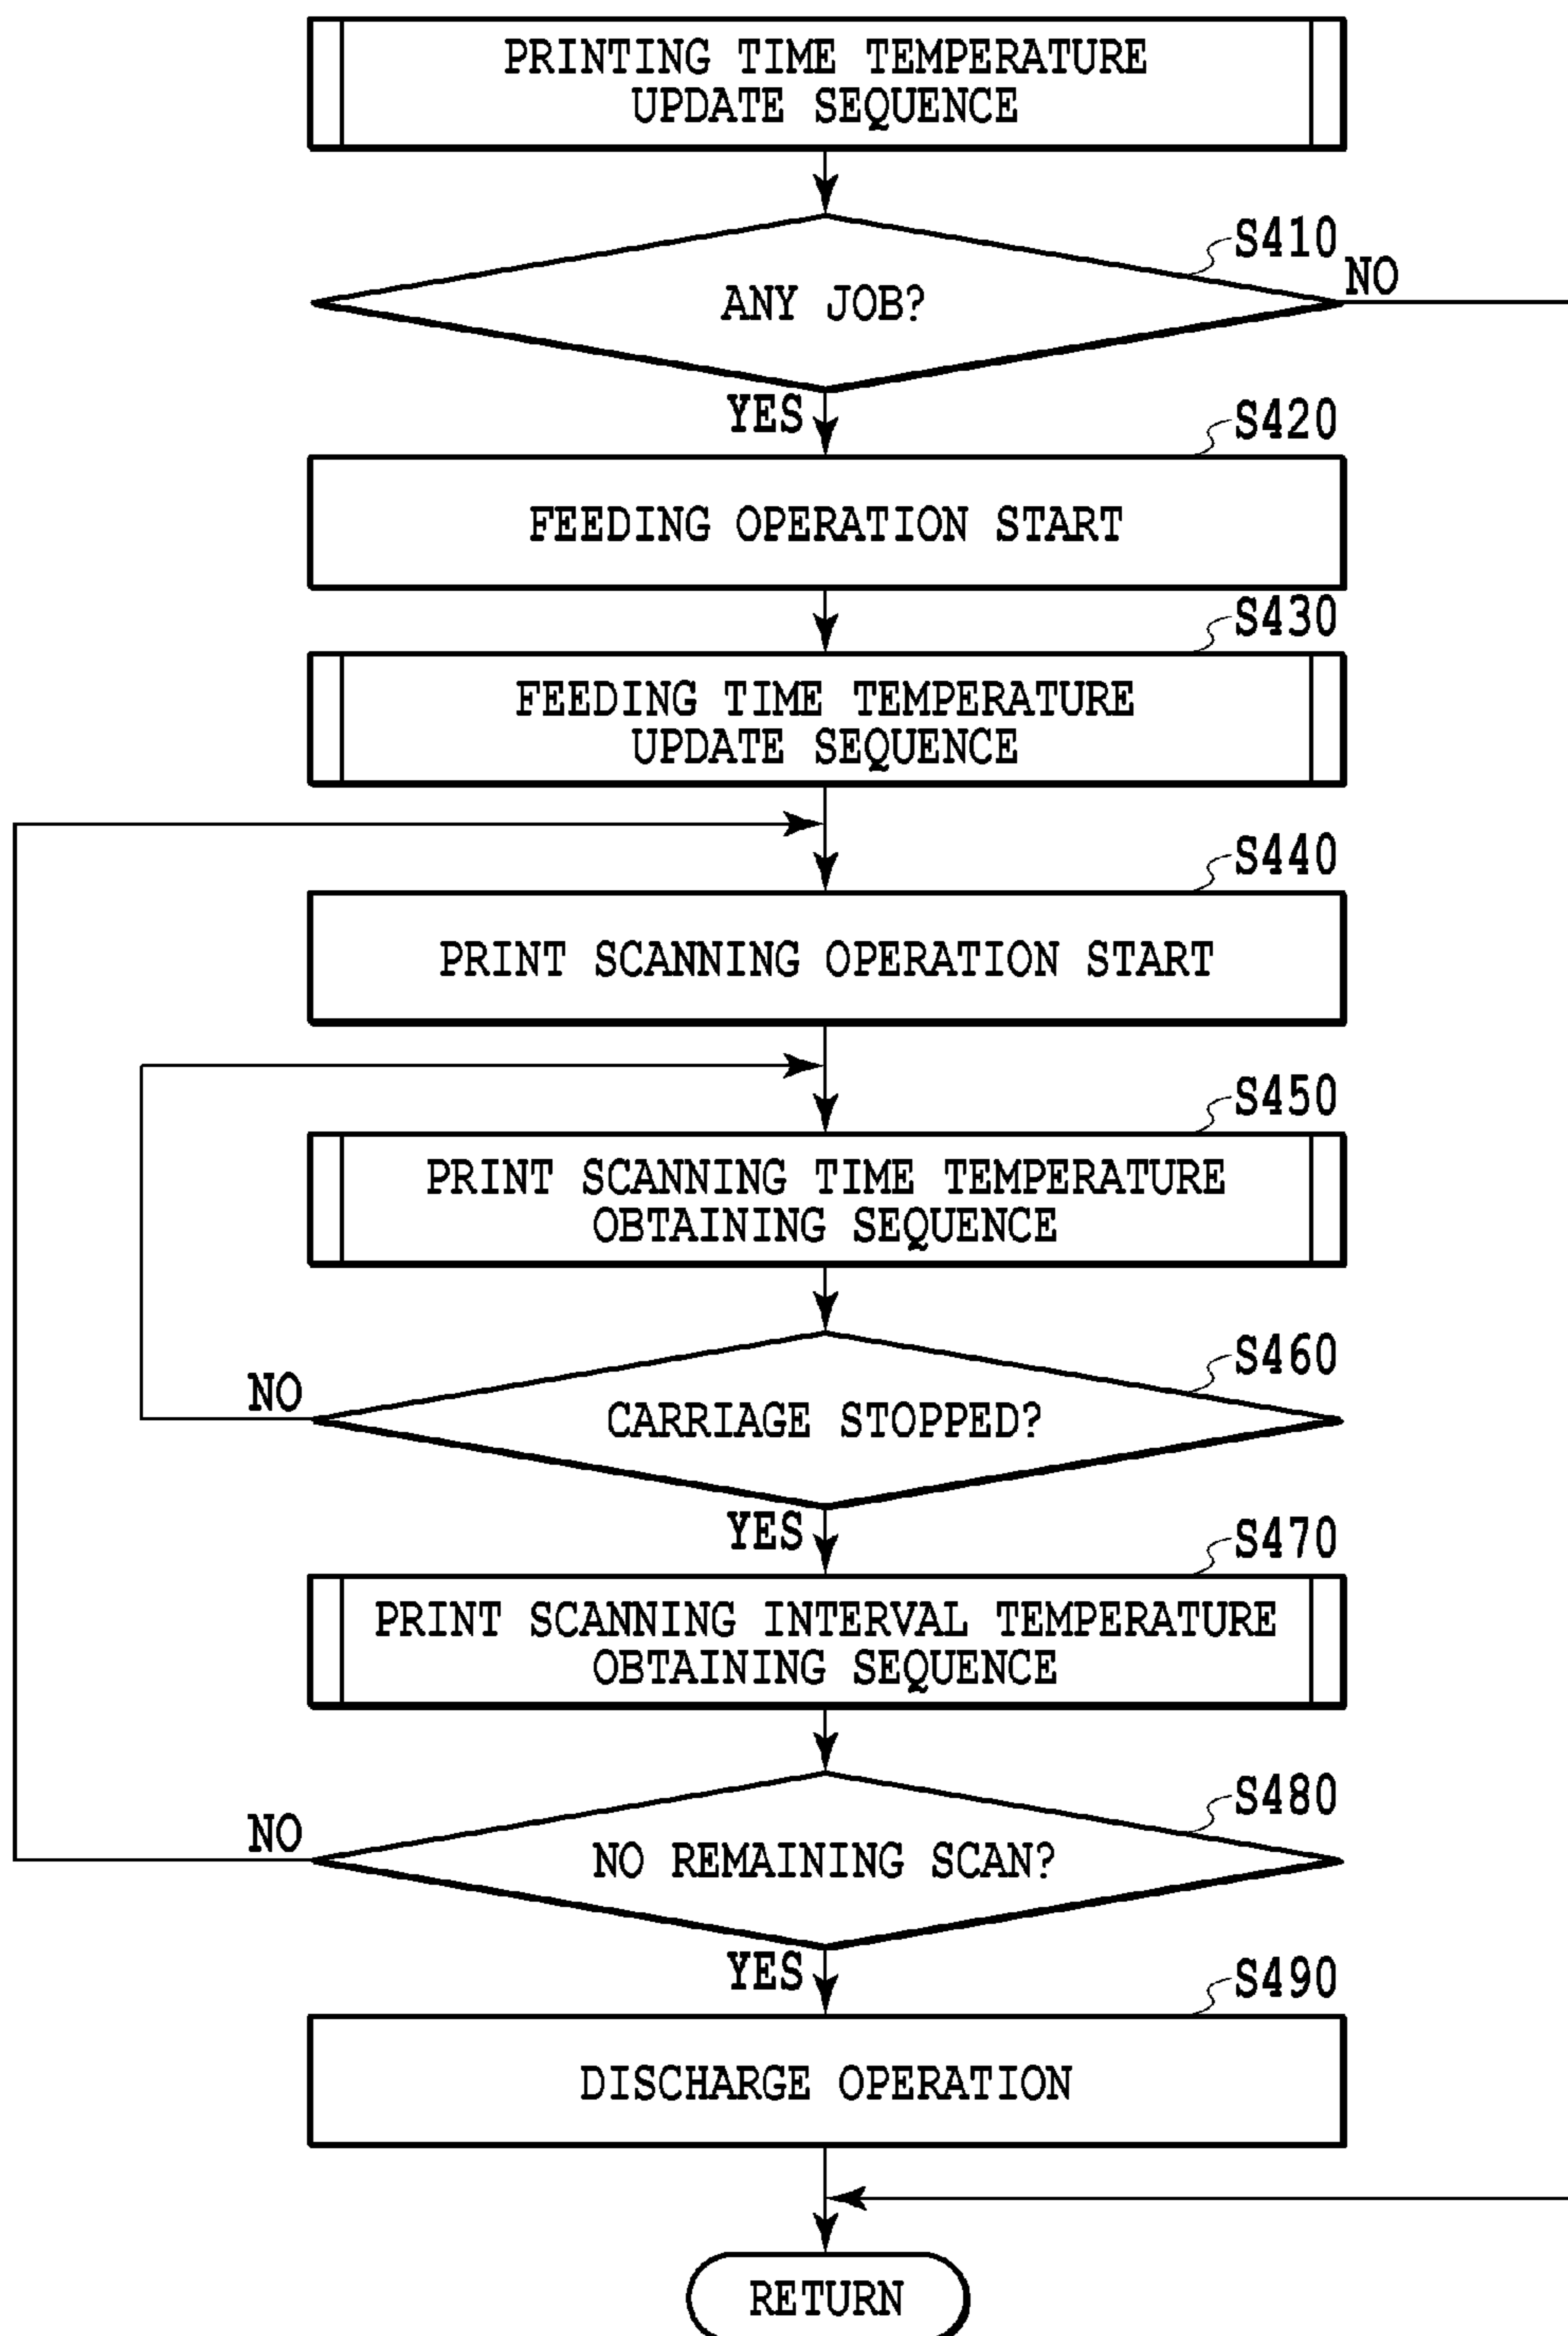 PRINTING TIME TEMPERATURE
UPDATE SEQUENCE
S410
ANY JOB?
NO
YES
S420
FEEDING OPERATION START
S430
FEEDING TIME TEMPERATURE
UPDATE SEQUENCE
S440
PRINT SCANNING OPERATION START
S450
PRINT SCANNING TIME TEMPERATURE
OBTAINING SEQUENCE
S460
NO
CARRIAGE STOPPED?
YES
S470
PRINT SCANNING INTERVAL TEMPERATURE
OBTAINING SEQUENCE
S480
NO
NO REMAINING SCAN?
YES
S490
DISCHARGE OPERATION
RETURN